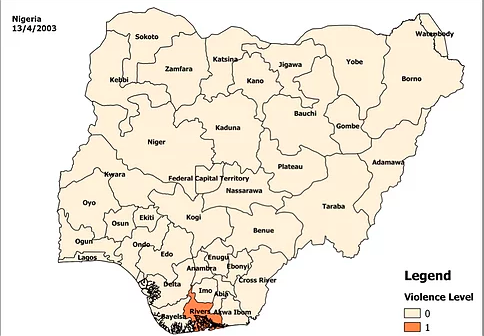 Nigeria
13/4/2003
Waterbody
Sokoto
Katsina
Jigawa
Yobe
Zamfara
Kebbi
Kano
Borno
Bauchi
Kaduna
Gombe
Niger
Adamawa
Plateau
Kwara
Federal Capital Territory
Nassarawa
Oyo
Taraba
Kogi
Ekiti
Osun
Benue
Ogun
Ondo
Edo
Lagos
Enugu
Ebonyi
Anambra
Cross River
Delta
Imo
Abia
Bayelsa
Rivers
Akwa Ibom
Legend
Violence Level
0
1